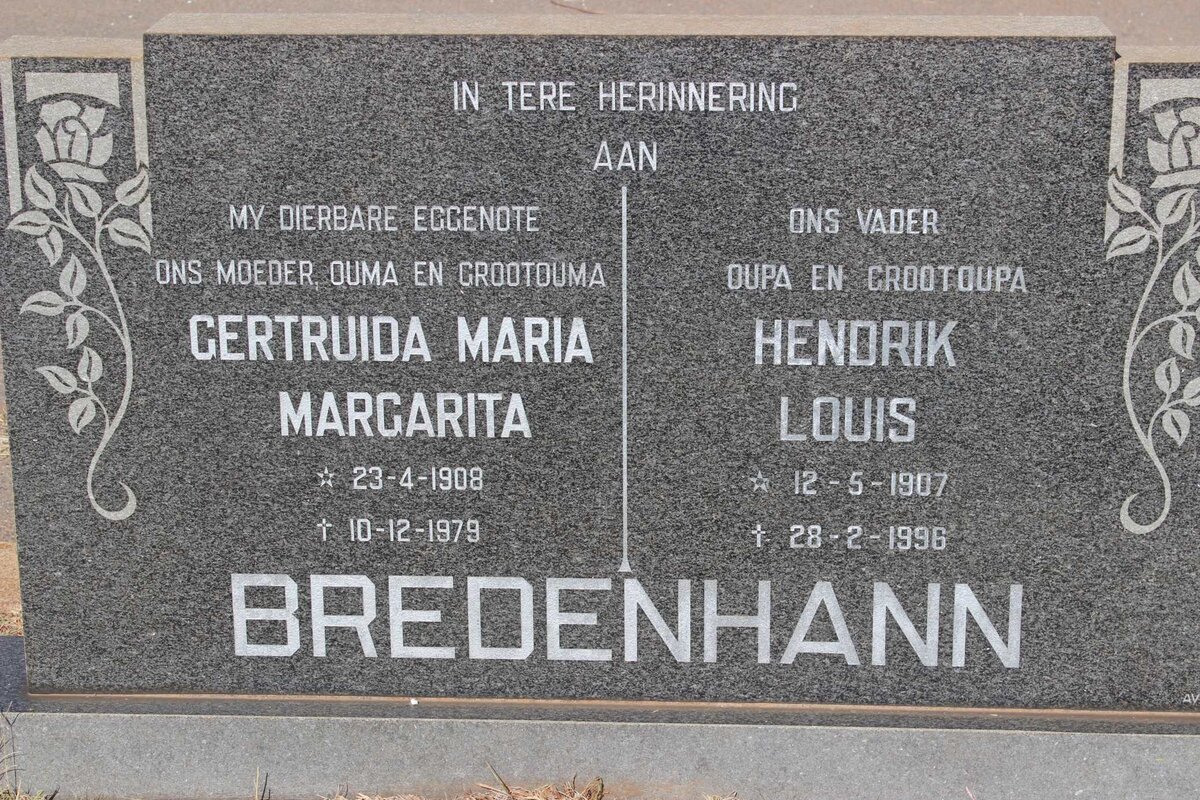 IN TERE HERINNERING
AAN
MY DIERBARE EGGENOTE
ONS MOEDER, OUMA EN GROOTOUMA
GERTRUIDA MARIA
MARGARITA
☆ 23-4-1908
† 10-12-1979
ONS VADER
OUPA EN GROOTOUPA
HENDRIK
LOUIS
☆ 12-5-1907
† 28-2-1996
BREDENHANN